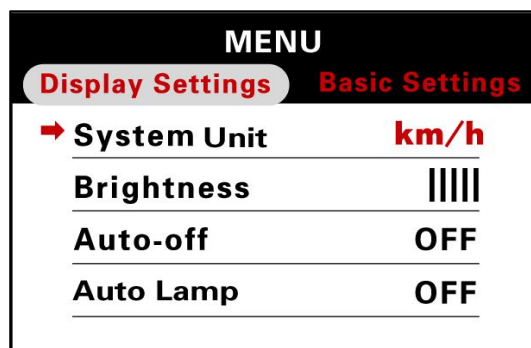 MENU
Display Settings Basic Settings
System Unit km/h
Brightness |||||
Auto-off OFF
Auto Lamp OFF